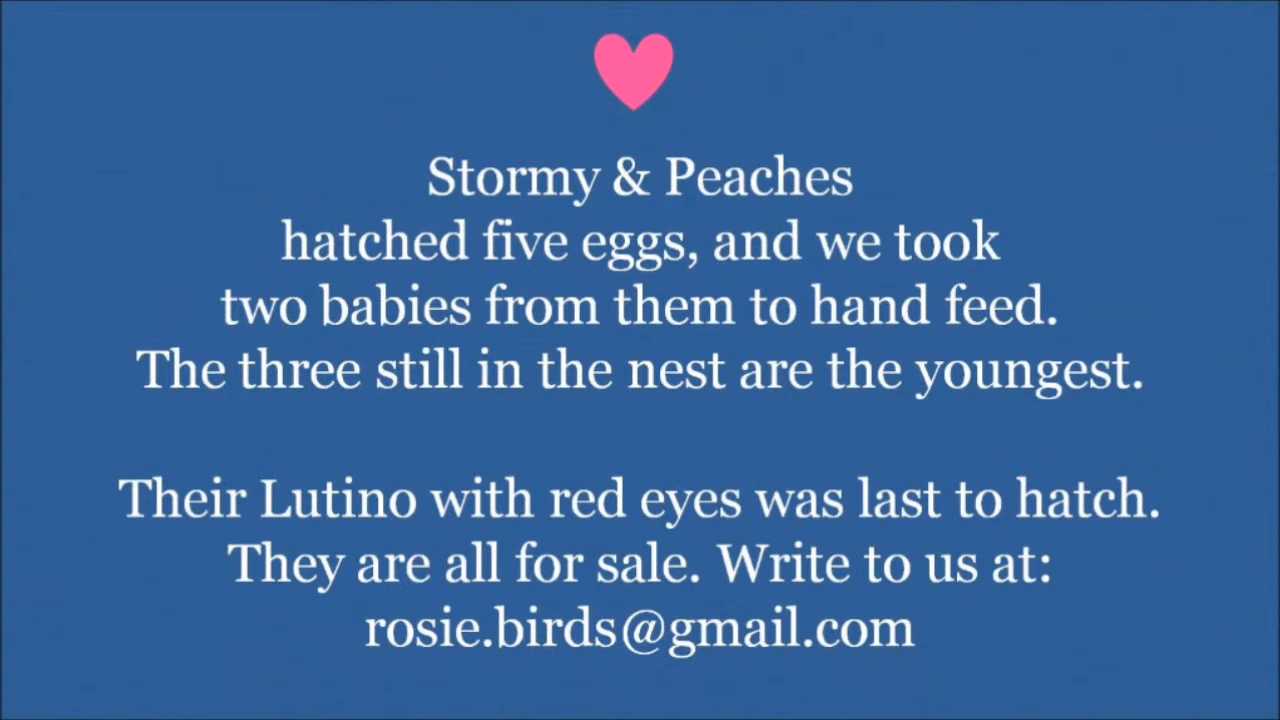 Stormy & Peaches
hatched five eggs, and we took
two babies from them to hand feed.
The three still in the nest are the youngest.
Their Lutino with red eyes was last to hatch.
They are all for sale. Write to us at:
rosie.birds@gmail.com